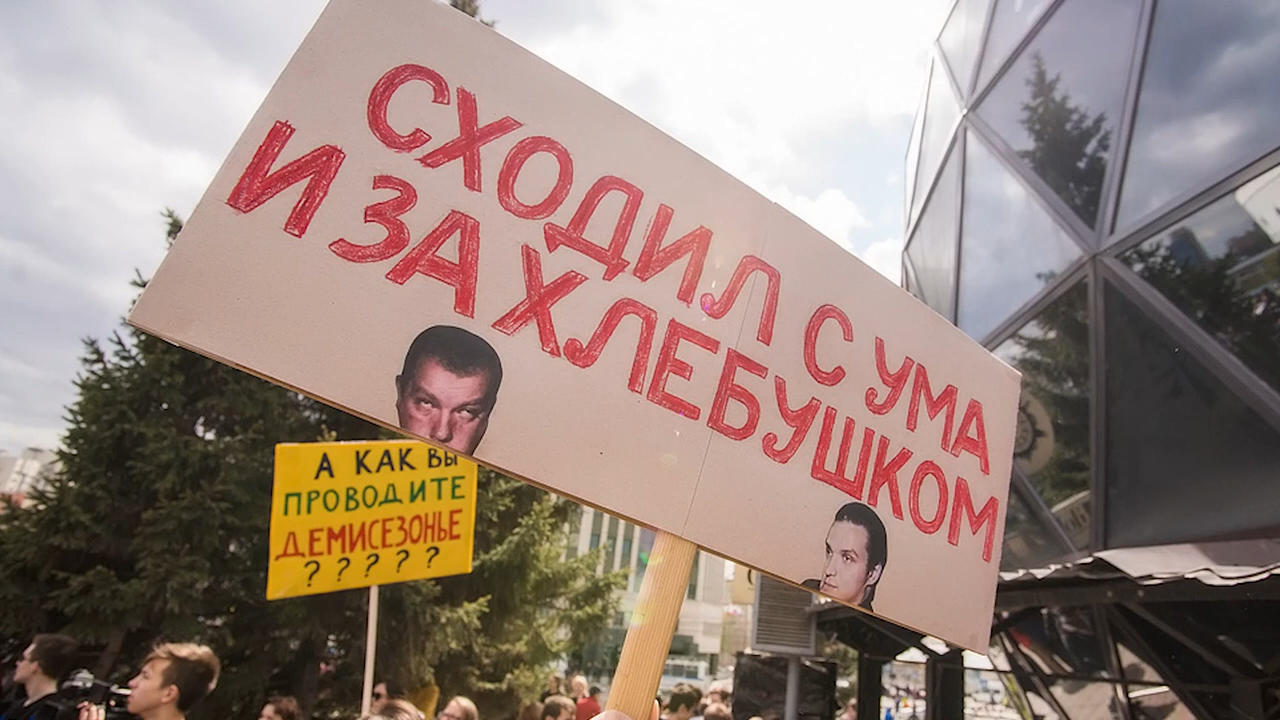 СХОДИЛ С УМА
И ЗА ХЛЕБУШКОМ
А КАК ВЫ
ПРОВОДИТЕ
ДЕМИСЕЗОНЬЕ
?????